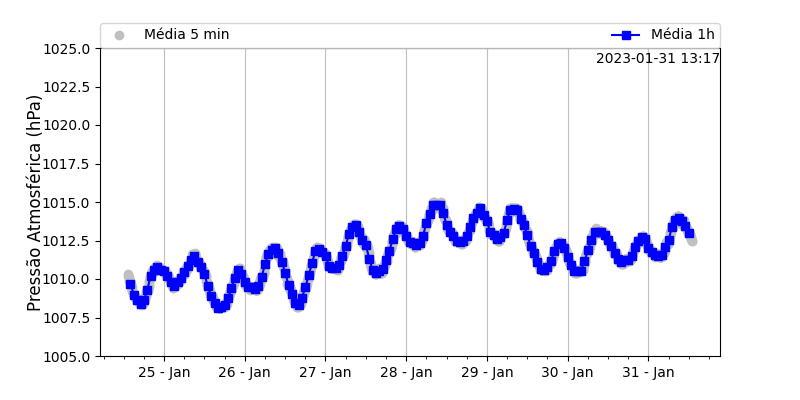 Média 5 min
Média 1h
2023-01-31 13:17
Pressão Atmosférica (hPa)
1025.0
1022.5
1020.0
1017.5
1015.0
1012.5
1010.0
1007.5
1005.0
25 - Jan
26 - Jan
27 - Jan
28 - Jan
29 - Jan
30 - Jan
31 - Jan